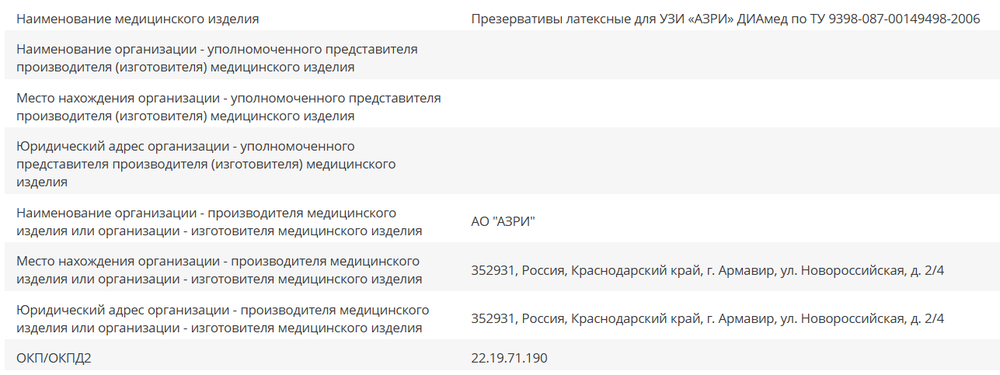 Наименование медицинского изделия
Презервативы латексные для УЗИ «АЗРИ» ДИАмед по ТУ 9398-087-00149498-2006
Наименование организации - уполномоченного представителя
производителя (изготовителя) медицинского изделия
Место нахождения организации - уполномоченного представителя
производителя (изготовителя) медицинского изделия
Юридический адрес организации - уполномоченного
представителя производителя (изготовителя) медицинского
изделия
Наименование организации - производителя медицинского
изделия или организации - изготовителя медицинского изделия
АО "АЗРИ"
Место нахождения организации - производителя медицинского
изделия или организации - изготовителя медицинского изделия
352931, Россия, Краснодарский край, г. Армавир, ул. Новороссийская, д. 2/4
Юридический адрес организации - производителя медицинского
изделия или организации - изготовителя медицинского изделия
352931, Россия, Краснодарский край, г. Армавир, ул. Новороссийская, д. 2/4
ОКП/ОКПД2
22.19.71.190